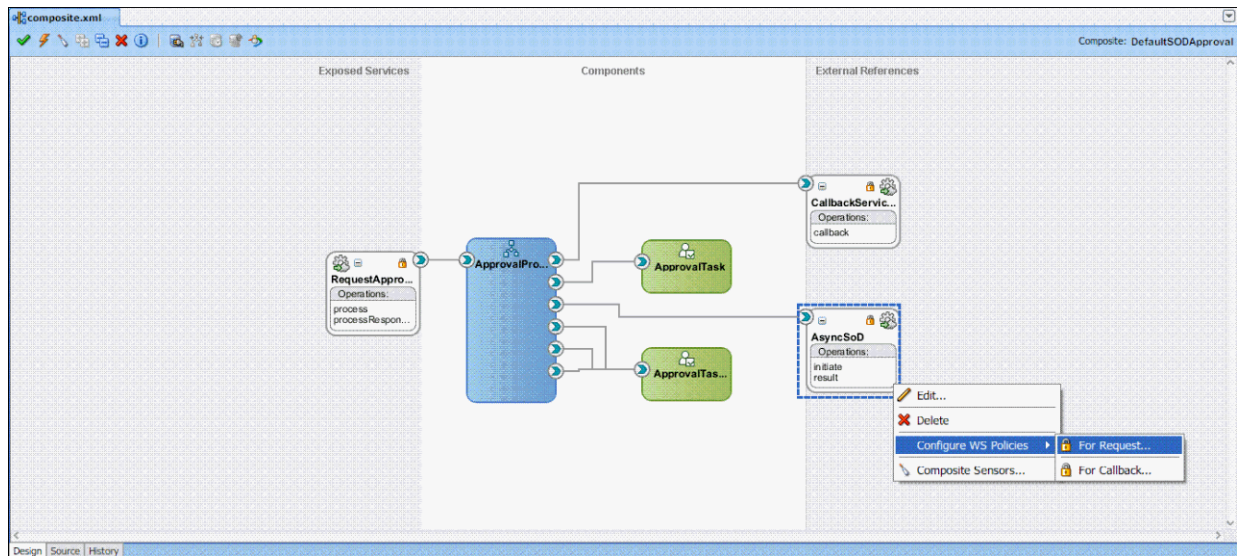 composite.xml
Composite: DefaultSODApproval
Exposed Services
Components
External References
CallbackServic...
Operations:
callback
RequestAppro...
Operations:
process
processRespon...
ApprovalPro...
ApprovalTask
AsyncSoD
Operations:
initiate
result
ApprovalTas...
Edit...
Delete
Configure WS Policies
For Request...
Composite Sensors...
For Callback...
Design Source History